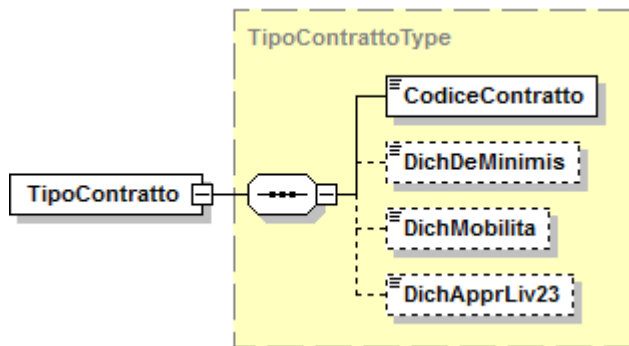 TipoContrattoType
CodiceContratto
DichDeMinimis
TipoContratto
DichMobilita
DichApprLiv23